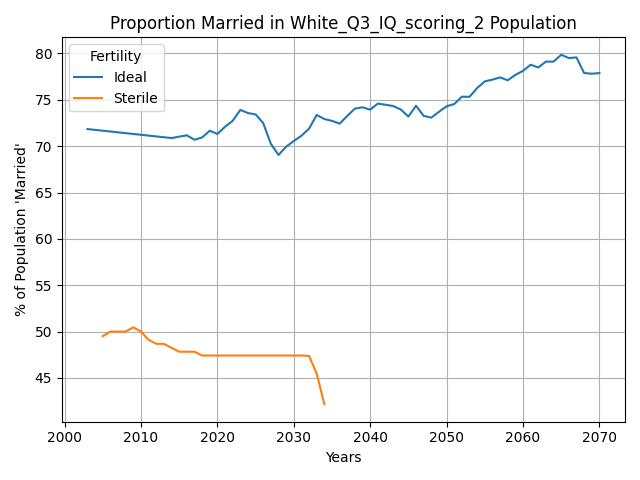 Proportion Married in White_Q3_IQ_scoring_2 Population
% of Population 'Married'
80
75
70
65
60
55
50
45
Fertility
Ideal
Sterile
2000 2010 2020 2030 2040 2050 2060 2070
Years